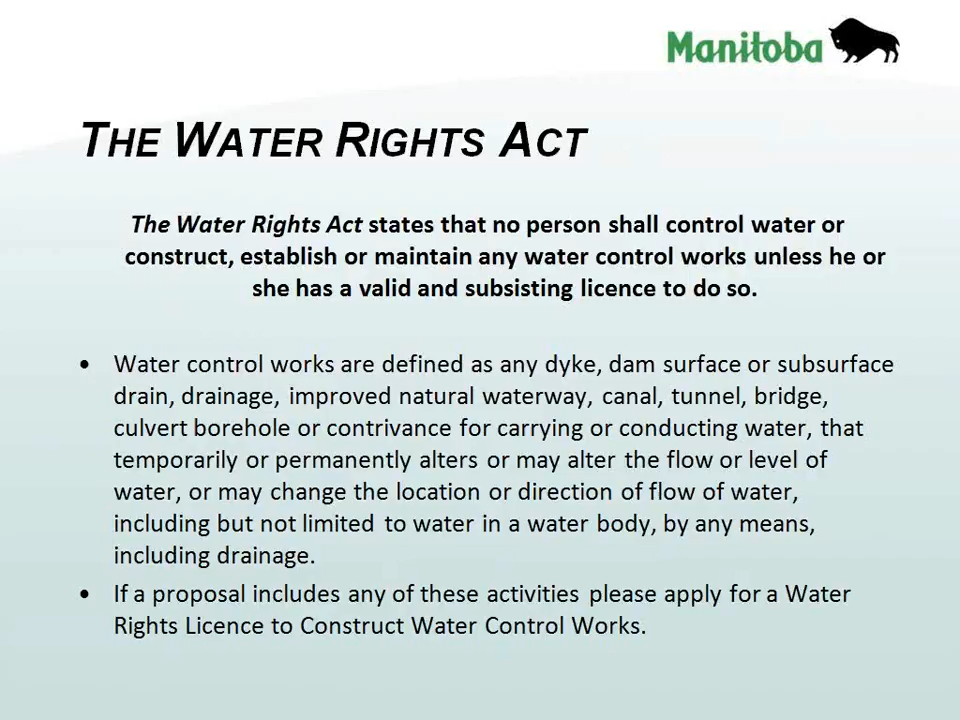 Manitoba
THE WATER RIGHTS ACT
The Water Rights Act states that no person shall control water or
construct, establish or maintain any water control works unless he or
she has a valid and subsisting licence to do so.
• Water control works are defined as any dyke, dam surface or subsurface
drain, drainage, improved natural waterway, canal, tunnel, bridge,
culvert borehole or contrivance for carrying or conducting water, that
temporarily or permanently alters or may alter the flow or level of
water, or may change the location or direction of flow of water,
including but not limited to water in a water body, by any means,
including drainage.
• If a proposal includes any of these activities please apply for a Water
Rights Licence to Construct Water Control Works.